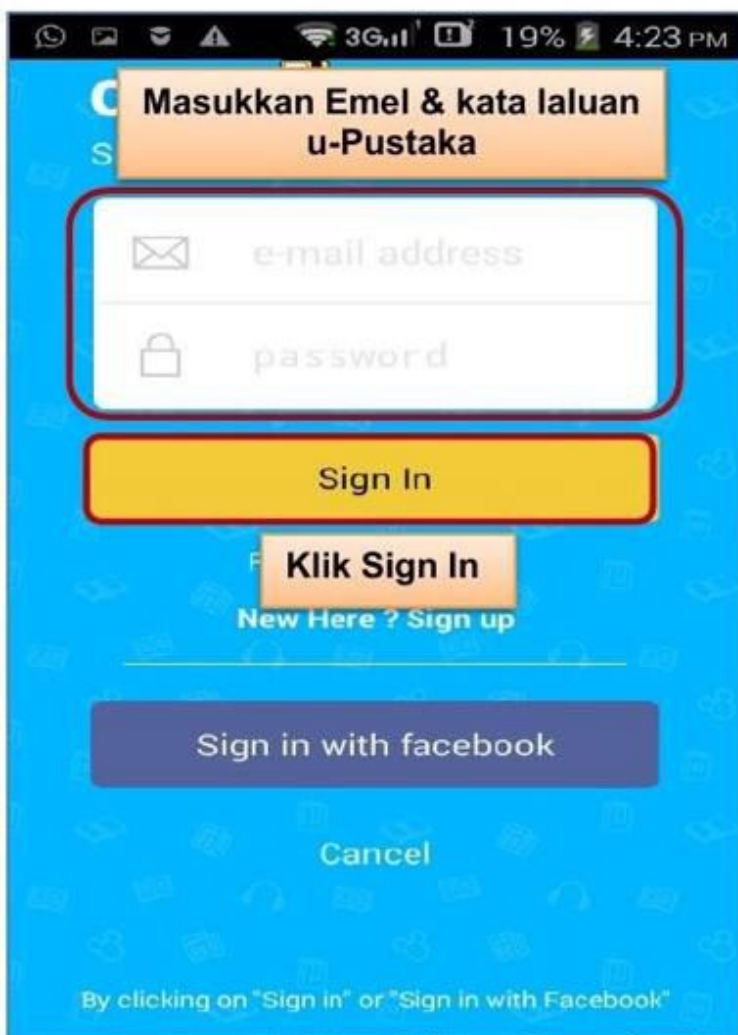 3G 19% 4:23 PM
Masukkan Emel & kata laluan
u-Pustaka
e-mail address
password
Sign In
Klik Sign In
New Here ? Sign up
Sign in with facebook
Cancel
By clicking on "Sign in" or "Sign in with Facebook"